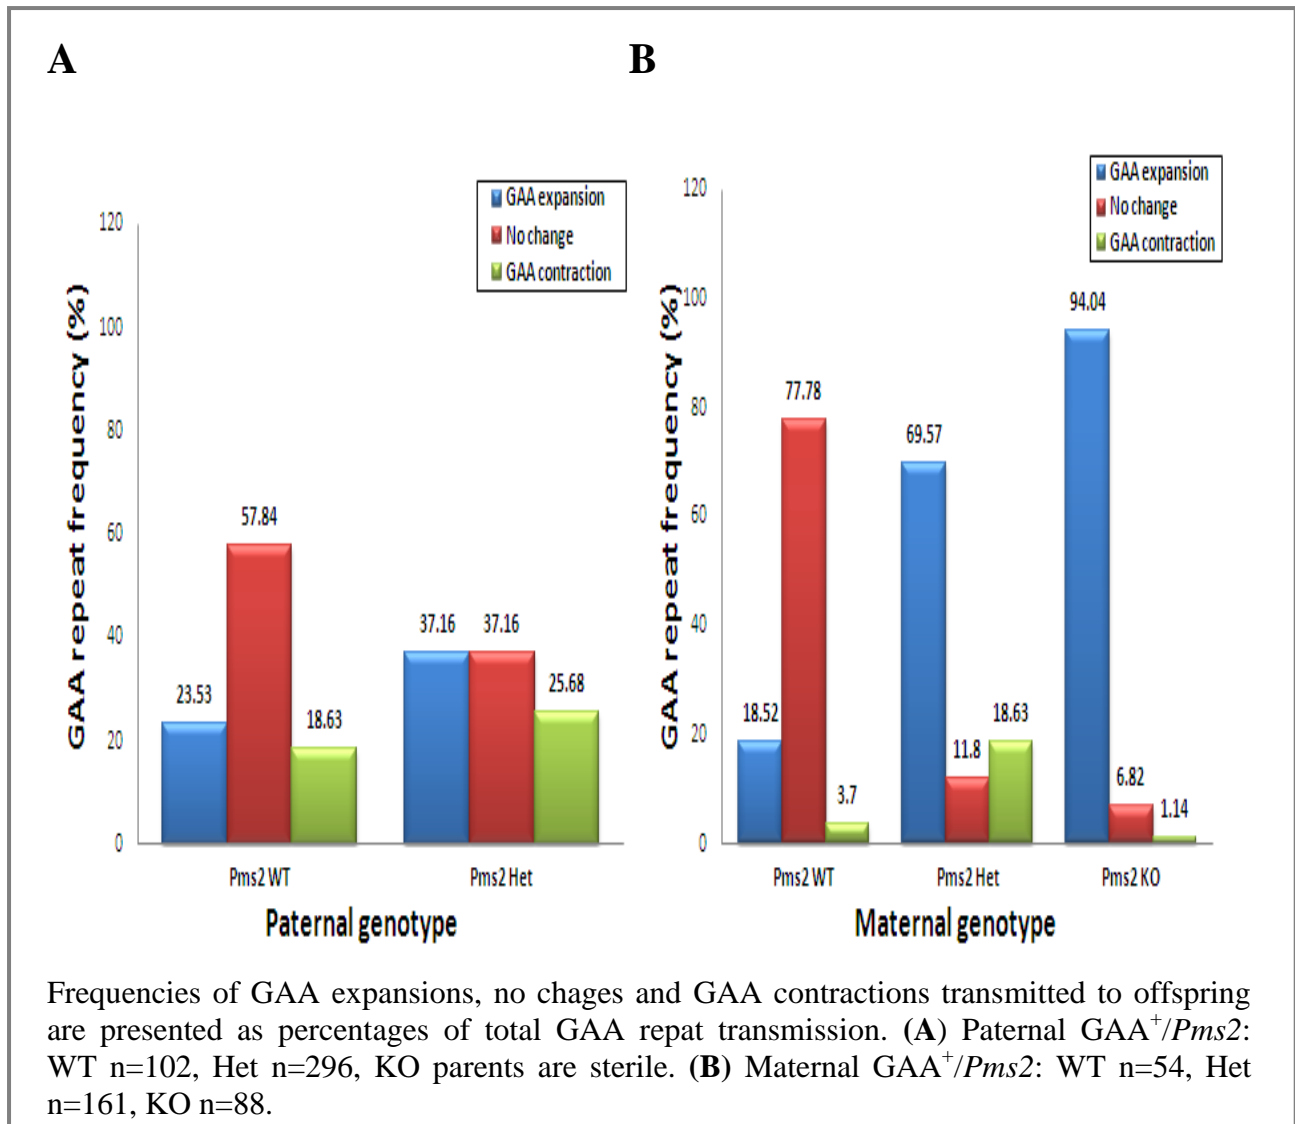 A
B
GAA expansion
No change
GAA contraction
GAA repeat frequency (%)
120
100
80
60
40
20
0
23.53
57.84
18.63
37.16
37.16
25.68
Pms2 WT
Pms2 Het
Paternal genotype
GAA expansion
No change
GAA contraction
GAA repeat frequency (%)
120
100
80
60
40
20
0
18.52
77.78
3.7
69.57
11.8
18.63
94.04
6.82
1.14
Pms2 WT
Pms2 Het
Pms2 KO
Maternal genotype
Frequencies of GAA expansions, no chages and GAA contractions transmitted to offspring
are presented as percentages of total GAA repat transmission. (A) Paternal GAA⁺/Pms2:
WT n=102, Het n=296, KO parents are sterile. (B) Maternal GAA⁺/Pms2: WT n=54, Het
n=161, KO n=88.